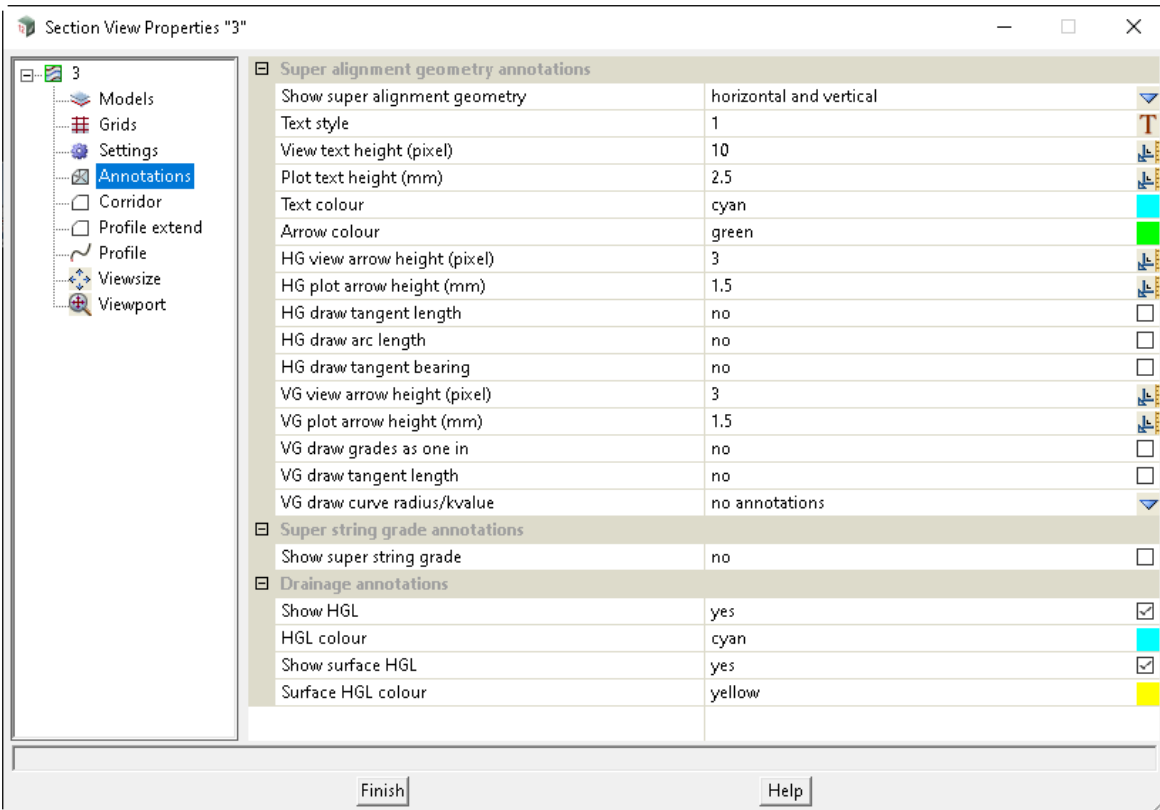 Section View Properties "3"
3
Models
Grids
Settings
Annotations
Corridor
Profile extend
Profile
Viewsize
Viewport
Super alignment geometry annotations
Show super alignment geometry horizontal and vertical
Text style 1 T
View text height (pixel) 10
Plot text height (mm) 2.5
Text colour cyan
Arrow colour green
HG view arrow height (pixel) 3
HG plot arrow height (mm) 1.5
HG draw tangent length no
HG draw arc length no
HG draw tangent bearing no
VG view arrow height (pixel) 3
VG plot arrow height (mm) 1.5
VG draw grades as one in no
VG draw tangent length no
VG draw curve radius/kvalue no annotations
Super string grade annotations
Show super string grade no
Drainage annotations
Show HGL yes
HGL colour cyan
Show surface HGL yes
Surface HGL colour yellow
Finish Help